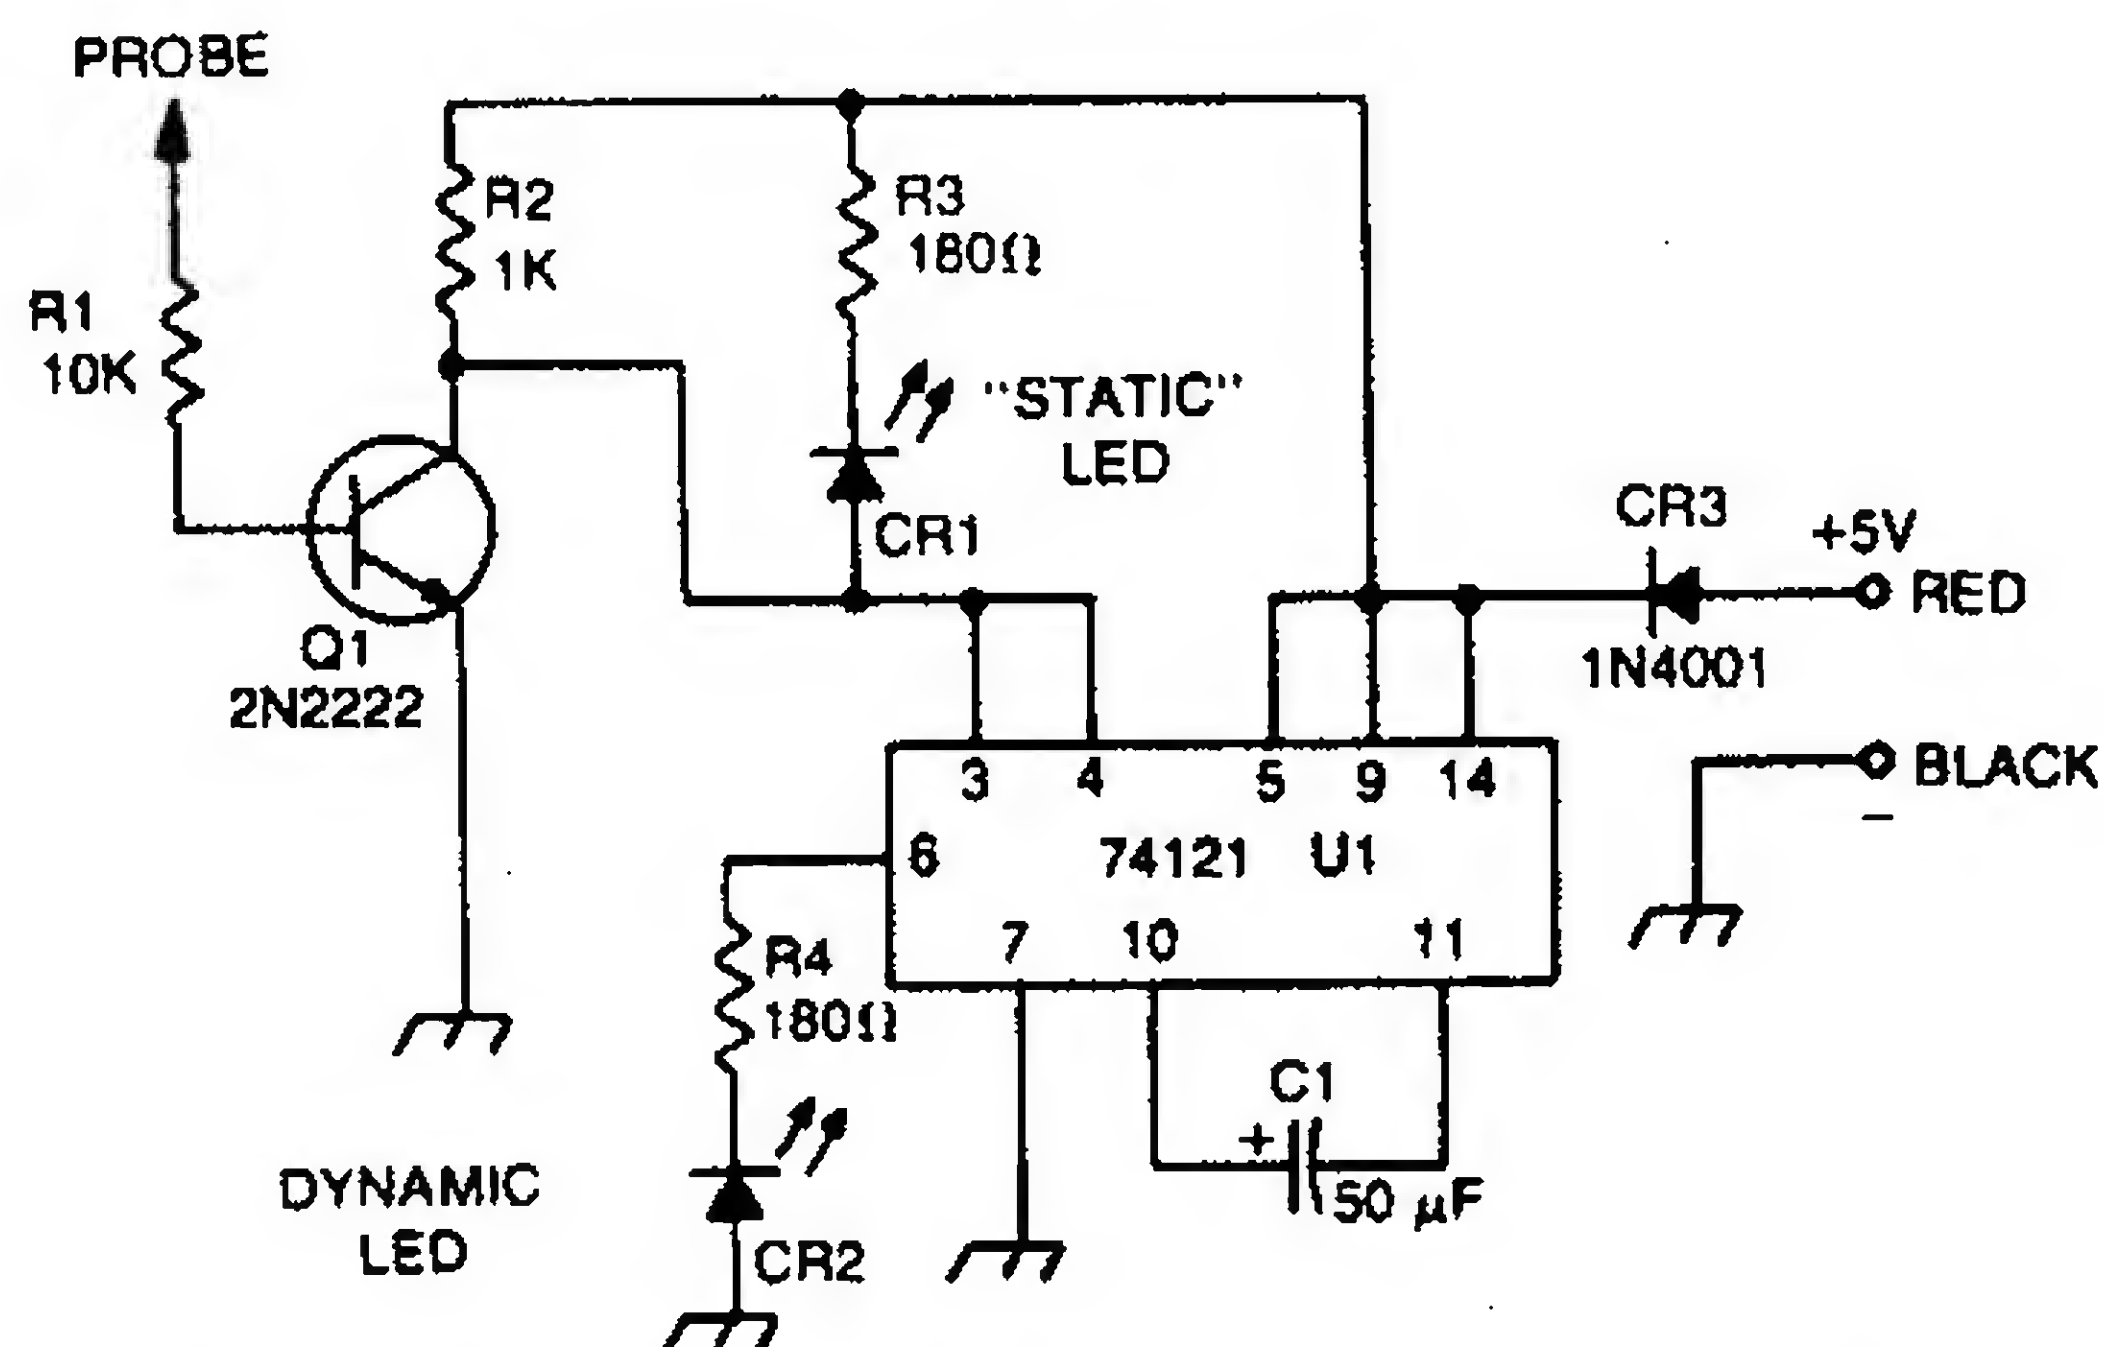 PROBE
R1
10K
R2
1K
R3
180Ω
"STATIC"
LED
CR1
Q1
2N2222
CR3
+5V
RED
1N4001
BLACK
–
3 4 5 9 14
6 74121 U1
7 10 11
R4
180Ω
C1
+
50 µF
DYNAMIC
LED
CR2